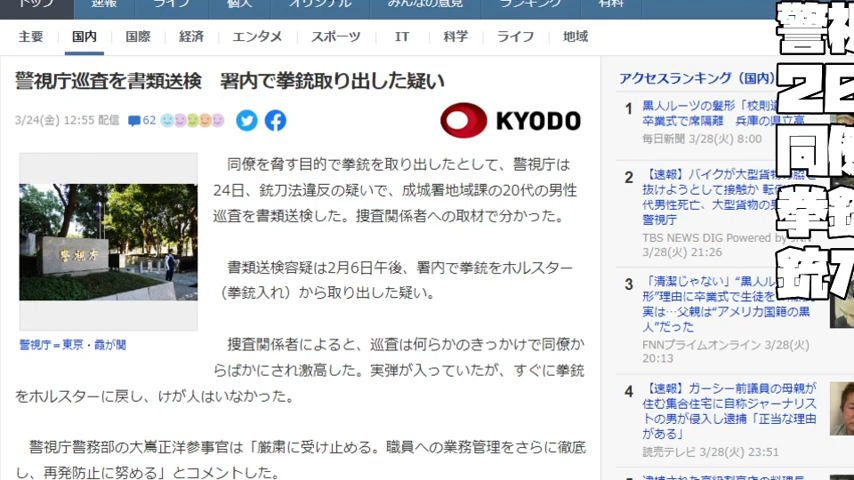 トップ 速報 ライブ 個人 オリジナル みんなの意見 ランキング 有料
主要 国内 国際 経済 エンタメ スポーツ IT 科学 ライフ 地域
警視庁巡査を書類送検 署内で拳銃取り出した疑い
3/24(金) 12:55 配信 62
KYODO
同僚を脅す目的で拳銃を取り出したとして、警視庁は
24日、銃刀法違反の疑いで、成城署地域課の20代の男性
巡査を書類送検した。捜査関係者への取材で分かった。
書類送検容疑は2月6日午後、署内で拳銃をホルスター
（拳銃入れ）から取り出した疑い。
警視庁
警視庁＝東京・霞が関
捜査関係者によると、巡査は何らかのきっかけで同僚か
らばかにされ激高した。実弾が入っていたが、すぐに拳銃
をホルスターに戻し、けが人はいなかった。
警視庁警務部の大嶌正洋参事官は「厳粛に受け止める。職員への業務管理をさらに徹底
し、再発防止に努める」とコメントした。
アクセスランキング（国内）
1 黒人ルーツの髪形「校則
卒業式で席隔離 兵庫の県立高
毎日新聞 3/28(火) 8:00
2 【速報】バイクが大型貨物
抜けようとして接触か 転
代男性死亡、大型貨物の
警視庁
TBS NEWS DIG Powered by JNN
3/28(火) 21:26
3 「清潔じゃない」“黒人ル
形”理由に卒業式で生徒を
実は…父親は“アメリカ国籍の黒
人”だった
FNNプライムオンライン 3/28(火)
20:13
4 【速報】ガーシー前議員の母親が
住む集合住宅に自称ジャーナリス
トの男が侵入し逮捕「正当な理由
がある」
読売テレビ 3/28(火) 23:51
警視
20
同僚
拳
銃